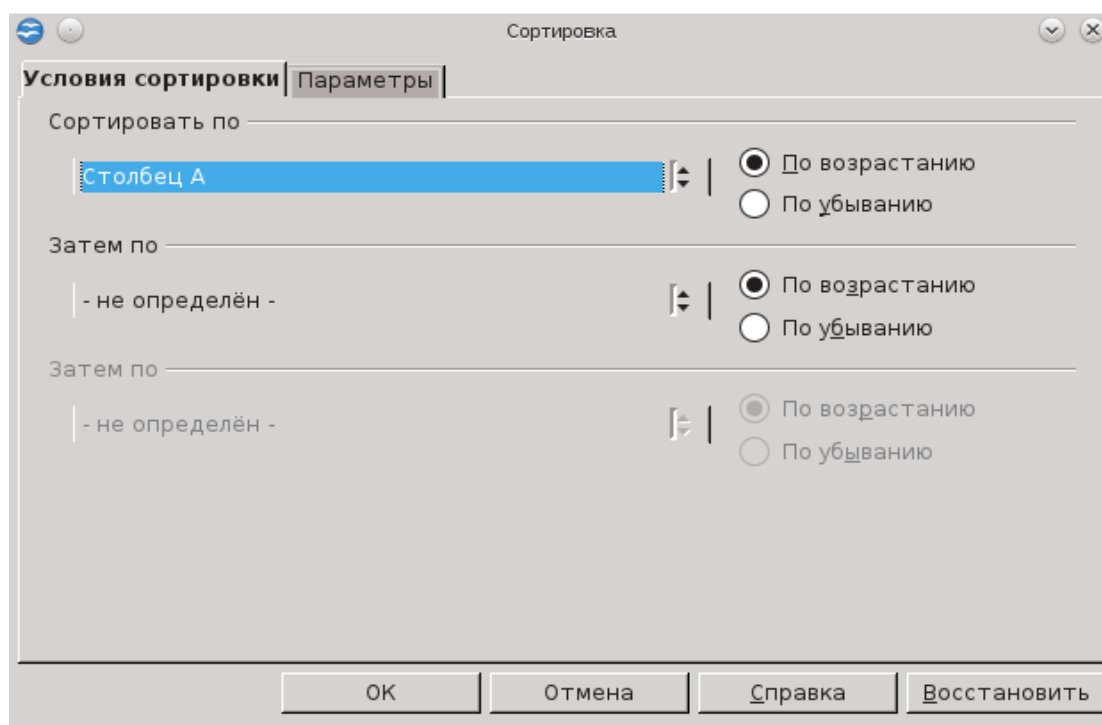 Сортировка
Условия сортировки Параметры
Сортировать по
Столбец A
По возрастанию
По убыванию
Затем по
- не определён -
По возрастанию
По убыванию
Затем по
- не определён -
По возрастанию
По убыванию
ОК Отмена Справка Восстановить